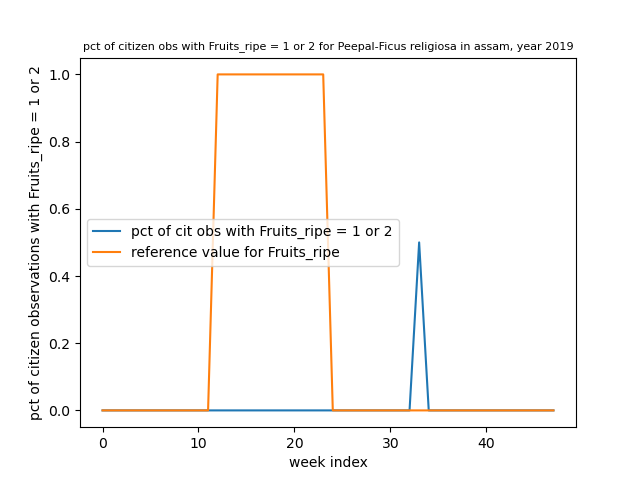 pct of citizen obs with Fruits_ripe = 1 or 2 for Peepal-Ficus religiosa in assam, year 2019
pct of citizen observations with Fruits_ripe = 1 or 2
1.0
0.8
0.6
0.4
0.2
0.0
pct of cit obs with Fruits_ripe = 1 or 2
reference value for Fruits_ripe
0
10
20
30
40
week index